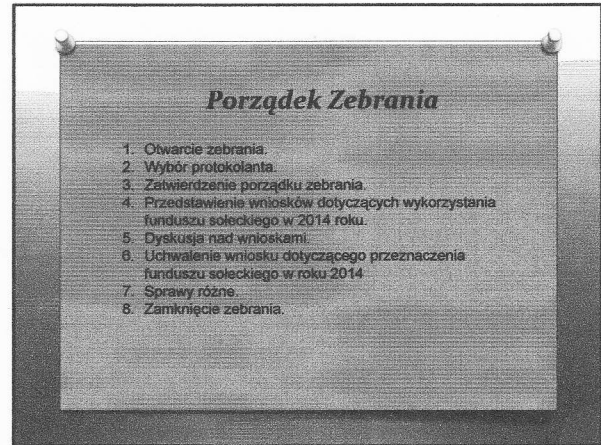 Porządek Zebrania
1. Otwarcie zebrania.
2. Wybór protokolanta.
3. Zatwierdzenie porządku zebrania.
4. Przedstawienie wniosków dotyczących wykorzystania
funduszu sołeckiego w 2014 roku.
5. Dyskusja nad wnioskami.
6. Uchwalenie wniosku dotyczącego przeznaczenia
funduszu sołeckiego w roku 2014
7. Sprawy różne.
8. Zamknięcie zebrania.